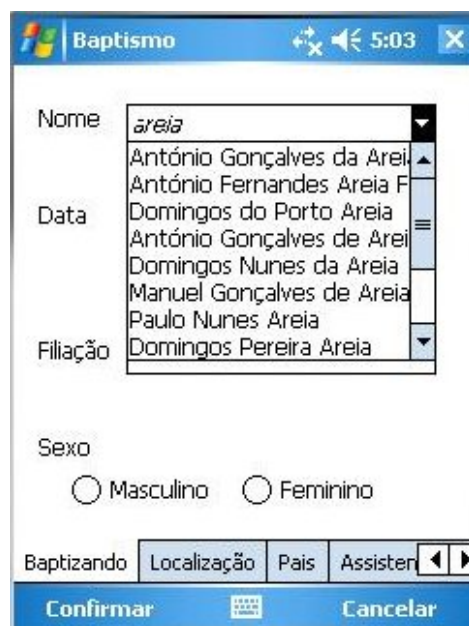 Baptismo 5:03
Nome areia
António Gonçalves da Arei
António Fernandes Areia F
Domingos do Porto Areia
Data
António Gonçalves de Arei
Domingos Nunes da Areia
Manuel Gonçalves de Areia
Paulo Nunes Areia
Filiação
Domingos Pereira Areia
Sexo
Masculino Feminino
Baptizando Localização Pais Assisten
Confirmar Cancelar